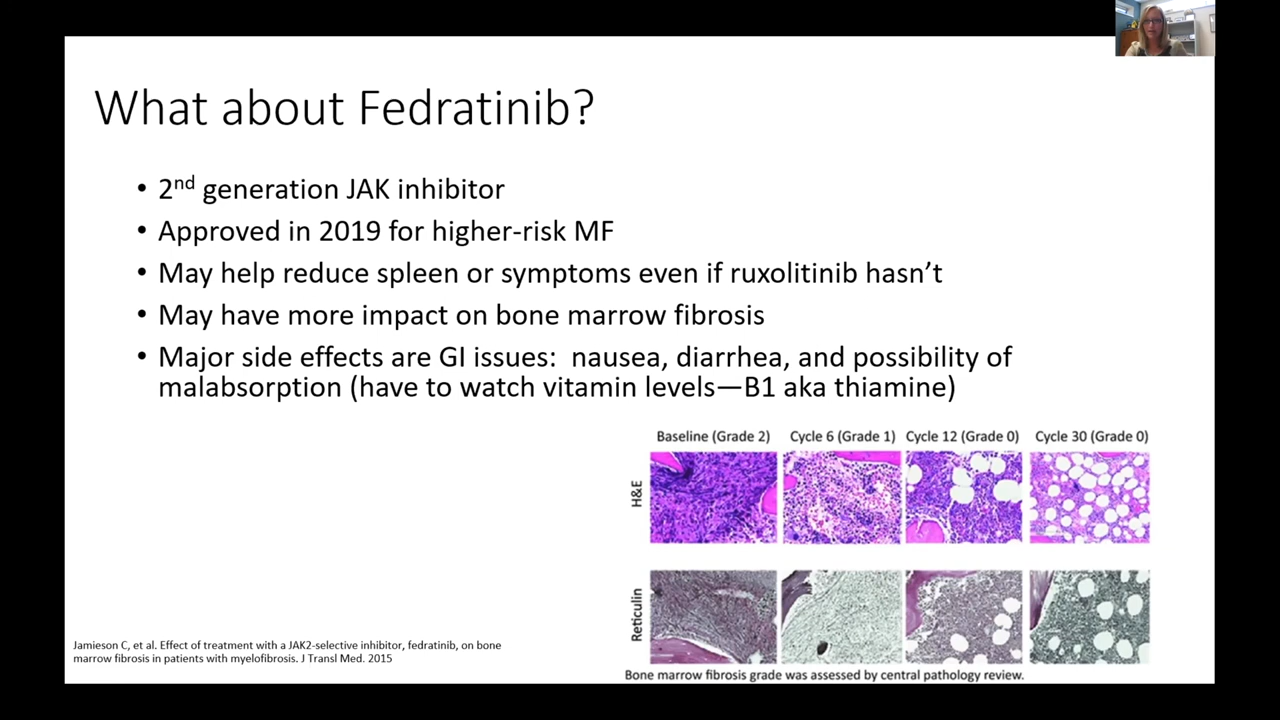 What about Fedratinib?
• 2nd generation JAK inhibitor
• Approved in 2019 for higher-risk MF
• May help reduce spleen or symptoms even if ruxolitinib hasn’t
• May have more impact on bone marrow fibrosis
• Major side effects are GI issues:  nausea, diarrhea, and possibility of
malabsorption (have to watch vitamin levels—B1 aka thiamine)
Baseline (Grade 2) Cycle 6 (Grade 1) Cycle 12 (Grade 0) Cycle 30 (Grade 0)
H&E
Reticulin
Jamieson C, et al. Effect of treatment with a JAK2-selective inhibitor, fedratinib, on bone
marrow fibrosis in patients with myelofibrosis. J Transl Med. 2015
Bone marrow fibrosis grade was assessed by central pathology review.